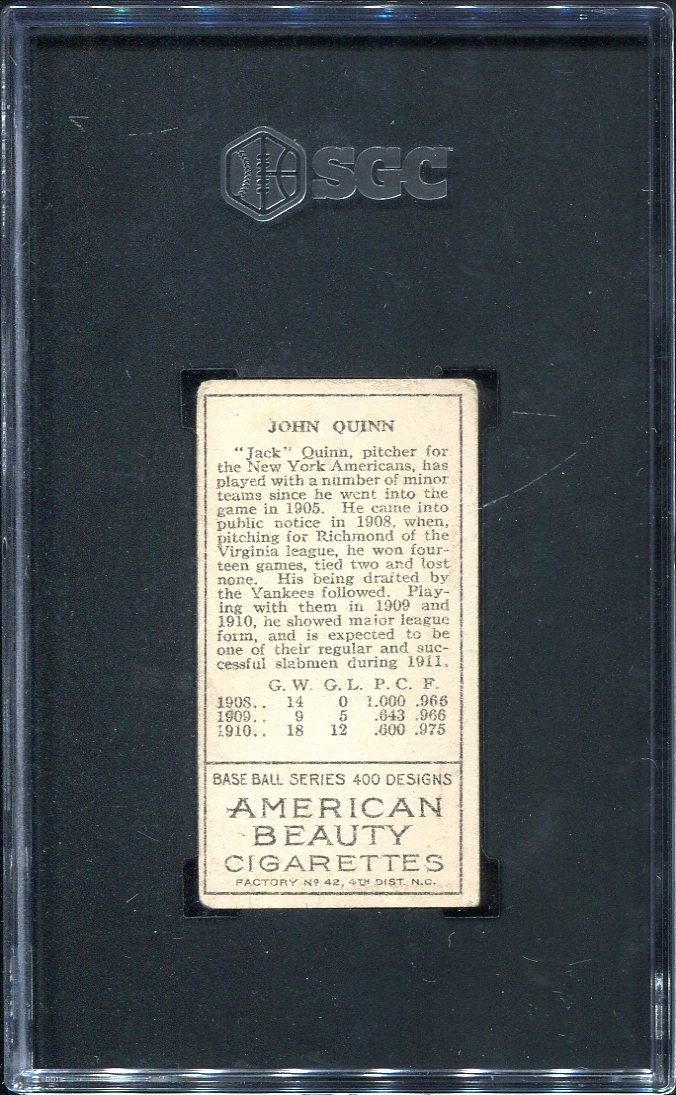 SGC
JOHN QUINN
"Jack" Quinn, pitcher for
the New York Americans, has
played with a number of minor
teams since he went into the
game in 1905. He came into
public notice in 1908, when,
pitching for Richmond of the
Virginia league, he won four-
teen games, tied two and lost
none. His being drafted by
the Yankees followed. Play-
ing with them in 1909 and
1910, he showed major league
form, and is expected to be
one of their regular and suc-
cessful slabmen during 1911.
G. W. G. L. P. C. F.
1908.. 14 0 1.000 .966
1909.. 9 5 .643 .966
1910.. 18 12 .600 .975
BASE BALL SERIES 400 DESIGNS
AMERICAN
BEAUTY
CIGARETTES
FACTORY Nº 42, 4TH DIST. N.C.